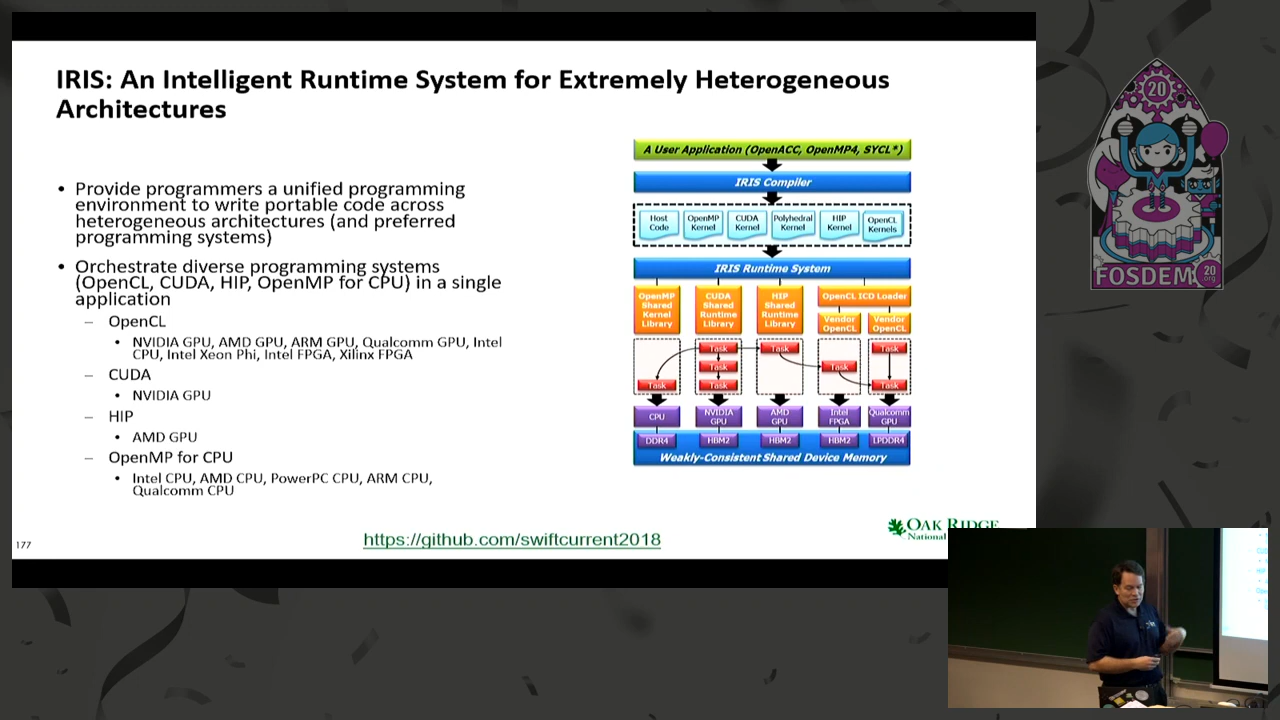 IRIS: An Intelligent Runtime System for Extremely Heterogeneous
Architectures
• Provide programmers a unified programming
environment to write portable code across
heterogeneous architectures (and preferred
programming systems)
• Orchestrate diverse programming systems
(OpenCL, CUDA, HIP, OpenMP for CPU) in a single
application
– OpenCL
• NVIDIA GPU, AMD GPU, ARM GPU, Qualcomm GPU, Intel
CPU, Intel Xeon Phi, Intel FPGA, Xilinx FPGA
– CUDA
• NVIDIA GPU
– HIP
• AMD GPU
– OpenMP for CPU
• Intel CPU, AMD CPU, PowerPC CPU, ARM CPU,
Qualcomm CPU
A User Application (OpenACC, OpenMP4, SYCL*)
IRIS Compiler
Host
Code
OpenMP
Kernel
CUDA
Kernel
Polyhedral
Kernel
HIP
Kernel
OpenCL
Kernels
IRIS Runtime System
OpenMP
Shared
Kernel
Library
CUDA
Shared
Runtime
Library
HIP
Shared
Runtime
Library
OpenCL ICD Loader
Vendor
OpenCL
Vendor
OpenCL
Task
Task
Task
Task
Task
Task
Task
Task
CPU
NVIDIA
GPU
AMD
GPU
Intel
FPGA
Qualcomm
GPU
DDR4
HBM2
HBM2
HBM2
LPDDR4
Weakly-Consistent Shared Device Memory
177
https://github.com/swiftcurrent2018
OAK RIDGE
National
20
FOSDEM
20
.org